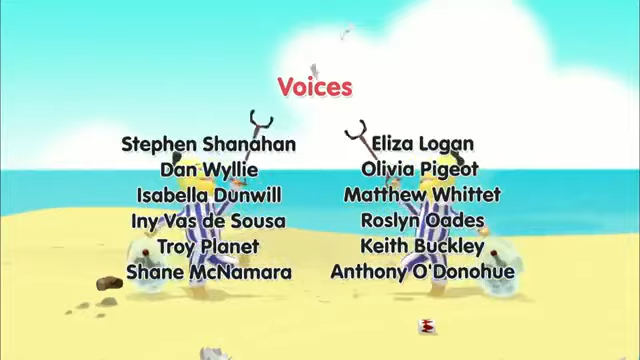 Voices
Stephen Shanahan
Eliza Logan
Dan Wyllie
Olivia Pigeot
Isabella Dunwill
Matthew Whittet
Iny Vas de Sousa
Roslyn Oades
Troy Planet
Keith Buckley
Shane McNamara
Anthony O'Donohue